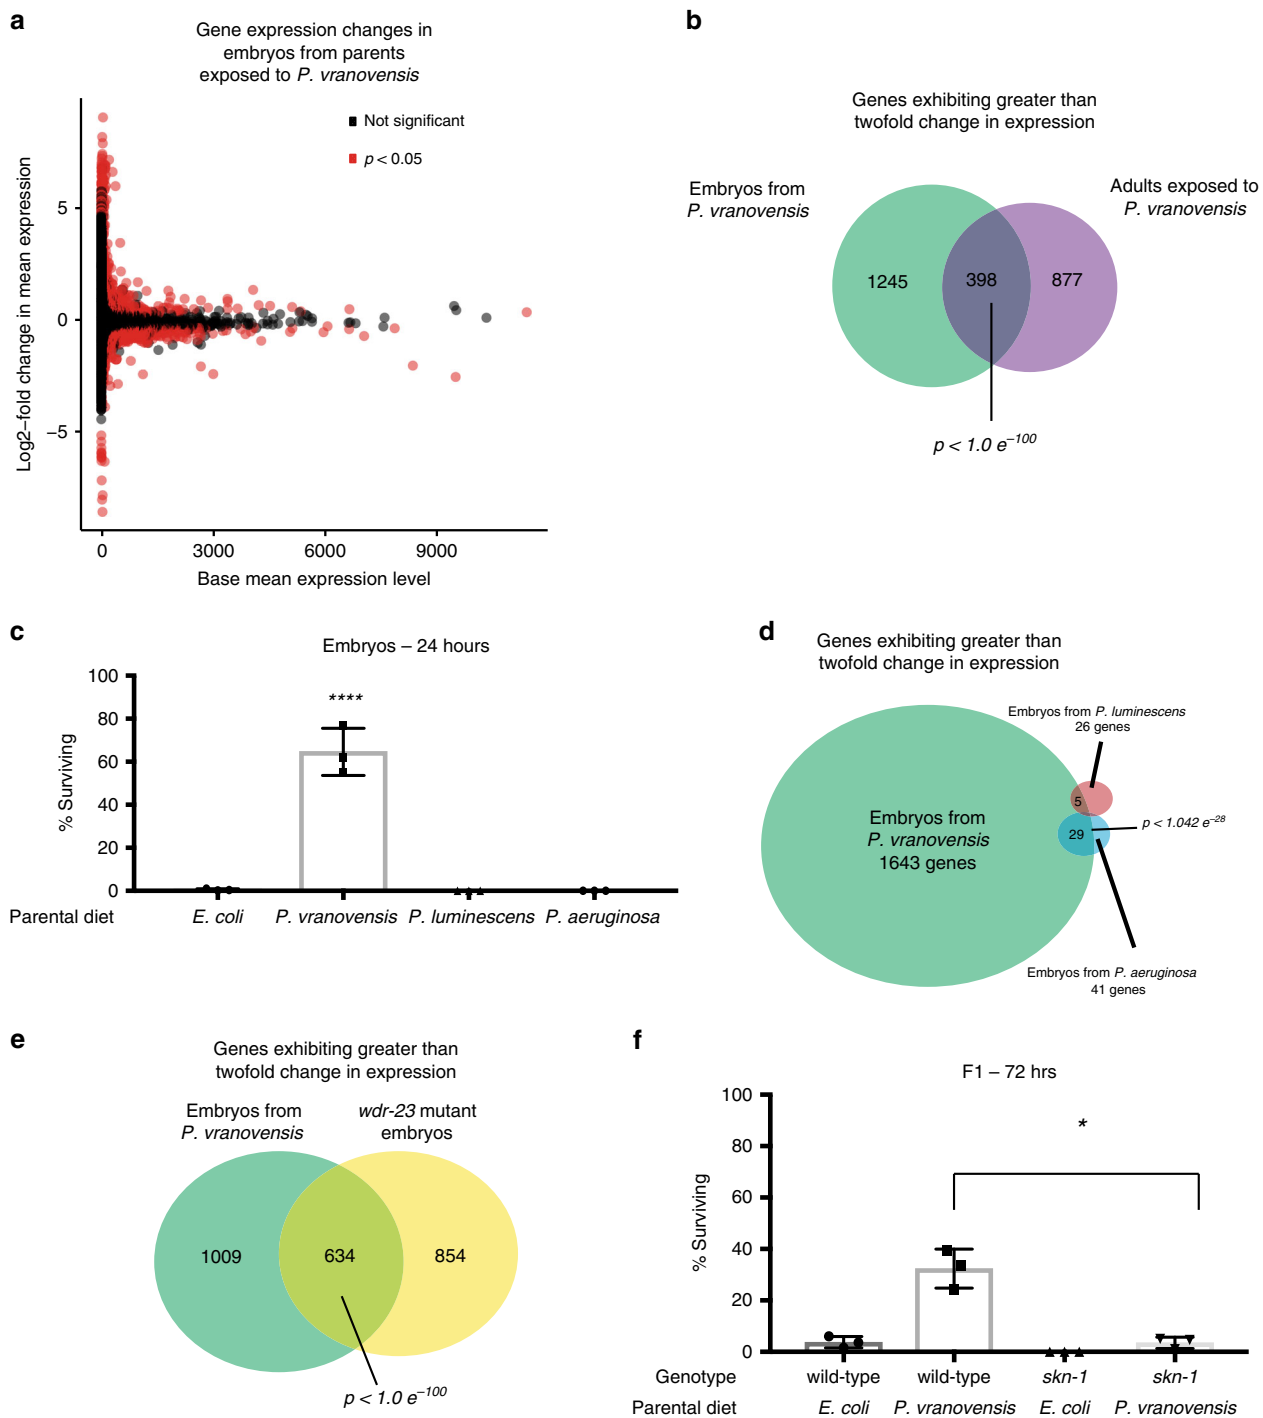 a
Gene expression changes in
embryos from parents
exposed to P. vranovensis
Not significant
p < 0.05
Log2−fold change in mean expression
5
0
−5
0
3000
6000
9000
Base mean expression level
b
Genes exhibiting greater than
twofold change in expression
Embryos from
P. vranovensis
Adults exposed to
P. vranovensis
1245
398
877
p < 1.0 e–100
c
Embryos – 24 hours
% Surviving
100
80
60
40
20
0
****
Parental diet
E. coli
P. vranovensis
P. luminescens
P. aeruginosa
d
Genes exhibiting greater than
twofold change in expression
Embryos from P. luminescens
26 genes
5
29
p < 1.042 e–28
Embryos from
P. vranovensis
1643 genes
Embryos from P. aeruginosa
41 genes
e
Genes exhibiting greater than
twofold change in expression
Embryos from
P. vranovensis
wdr-23 mutant
embryos
1009
634
854
p < 1.0 e–100
f
F1 – 72 hrs
% Surviving
100
80
60
40
20
0
*
Genotype
wild-type
wild-type
skn-1
skn-1
Parental diet
E. coli
P. vranovensis
E. coli
P. vranovensis